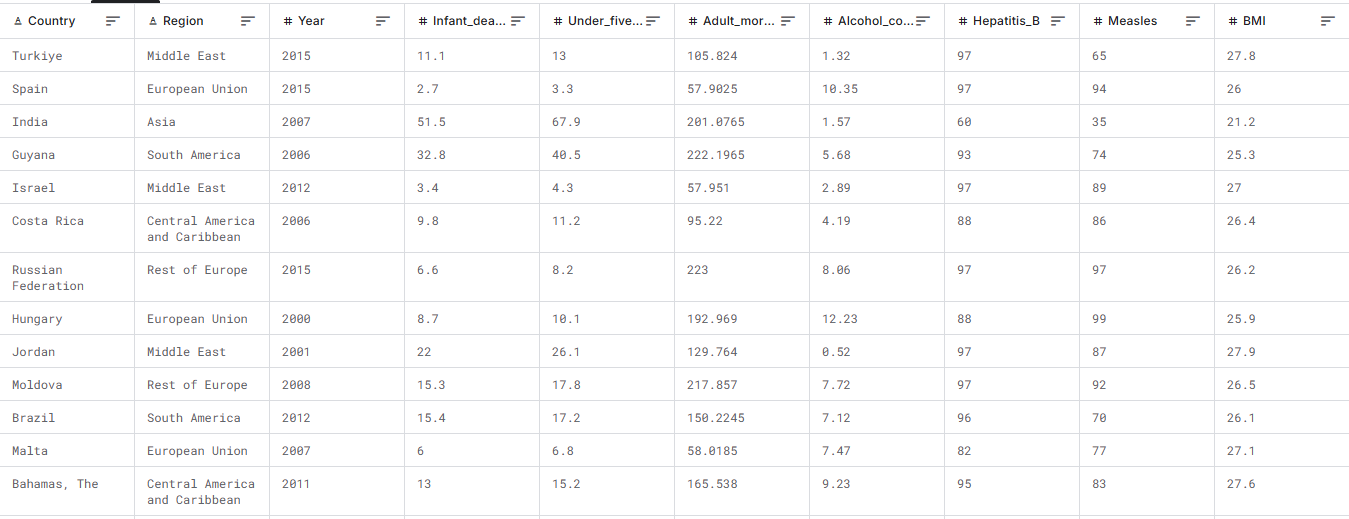 Country Region Year Infant_dea... Under_five... Adult_mor... Alcohol_co... Hepatitis_B Measles BMI
Turkiye Middle East 2015 11.1 13 105.824 1.32 97 65 27.8
Spain European Union 2015 2.7 3.3 57.9025 10.35 97 94 26
India Asia 2007 51.5 67.9 201.0765 1.57 60 35 21.2
Guyana South America 2006 32.8 40.5 222.1965 5.68 93 74 25.3
Israel Middle East 2012 3.4 4.3 57.951 2.89 97 89 27
Costa Rica Central America 2006 9.8 11.2 95.22 4.19 88 86 26.4
and Caribbean
Russian Rest of Europe 2015 6.6 8.2 223 8.06 97 97 26.2
Federation
Hungary European Union 2000 8.7 10.1 192.969 12.23 88 99 25.9
Jordan Middle East 2001 22 26.1 129.764 0.52 97 87 27.9
Moldova Rest of Europe 2008 15.3 17.8 217.857 7.72 97 92 26.5
Brazil South America 2012 15.4 17.2 150.2245 7.12 96 70 26.1
Malta European Union 2007 6 6.8 58.0185 7.47 82 77 27.1
Bahamas, The Central America 2011 13 15.2 165.538 9.23 95 83 27.6
and Caribbean